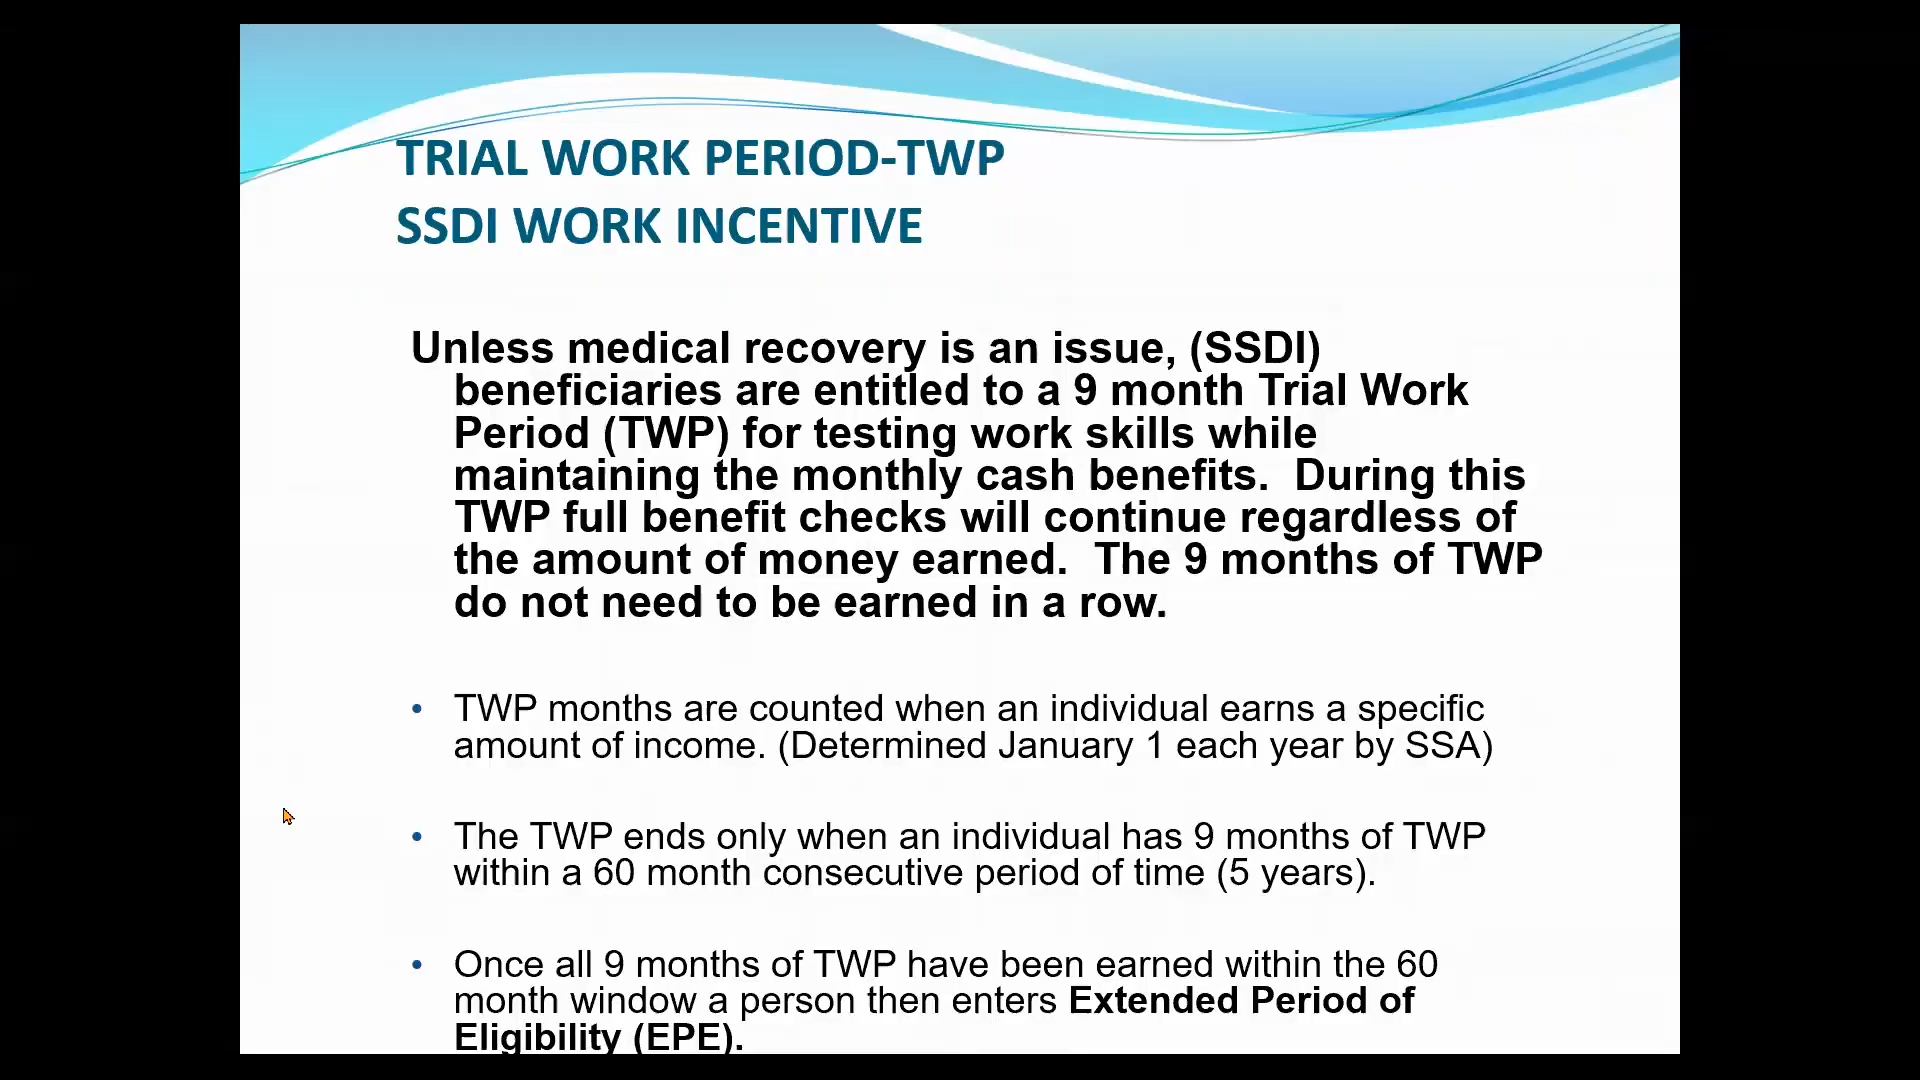 TRIAL WORK PERIOD-TWP
SSDI WORK INCENTIVE
Unless medical recovery is an issue, (SSDI)
beneficiaries are entitled to a 9 month Trial Work
Period (TWP) for testing work skills while
maintaining the monthly cash benefits.  During this
TWP full benefit checks will continue regardless of
the amount of money earned.  The 9 months of TWP
do not need to be earned in a row.
• TWP months are counted when an individual earns a specific
amount of income. (Determined January 1 each year by SSA)
• The TWP ends only when an individual has 9 months of TWP
within a 60 month consecutive period of time (5 years).
• Once all 9 months of TWP have been earned within the 60
month window a person then enters Extended Period of
Eligibility (EPE).